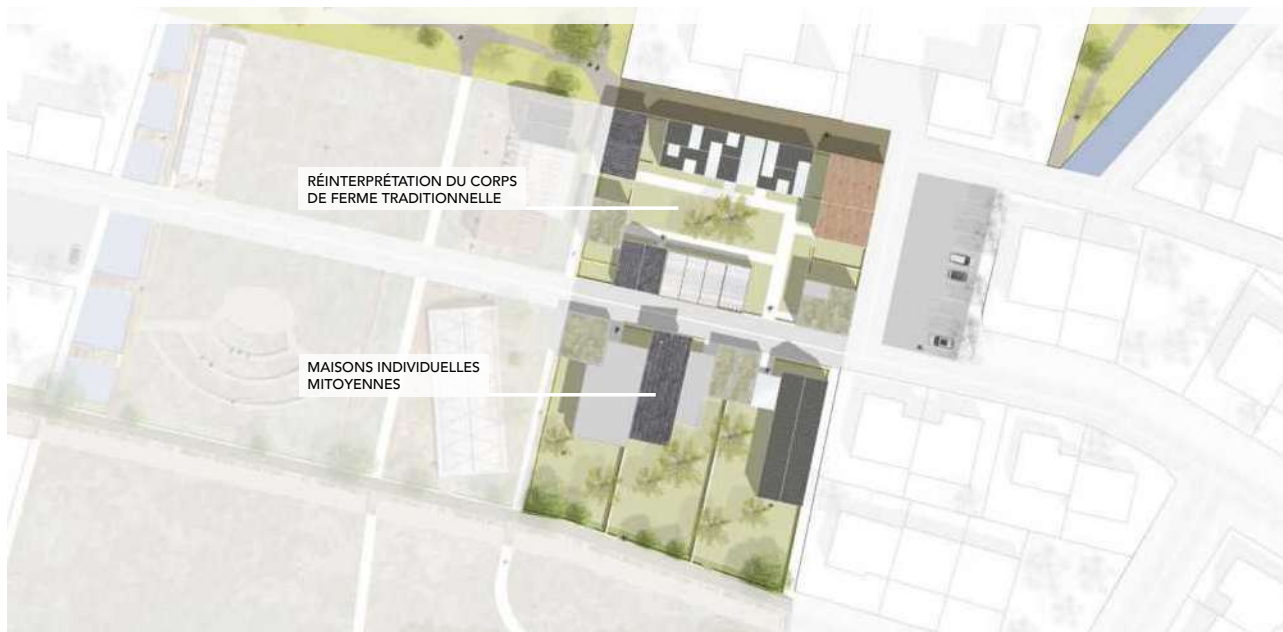 RÉINTERPRÉTATION DU CORPS
DE FERME TRADITIONNELLE
MAISONS INDIVIDUELLES
MITOYENNES